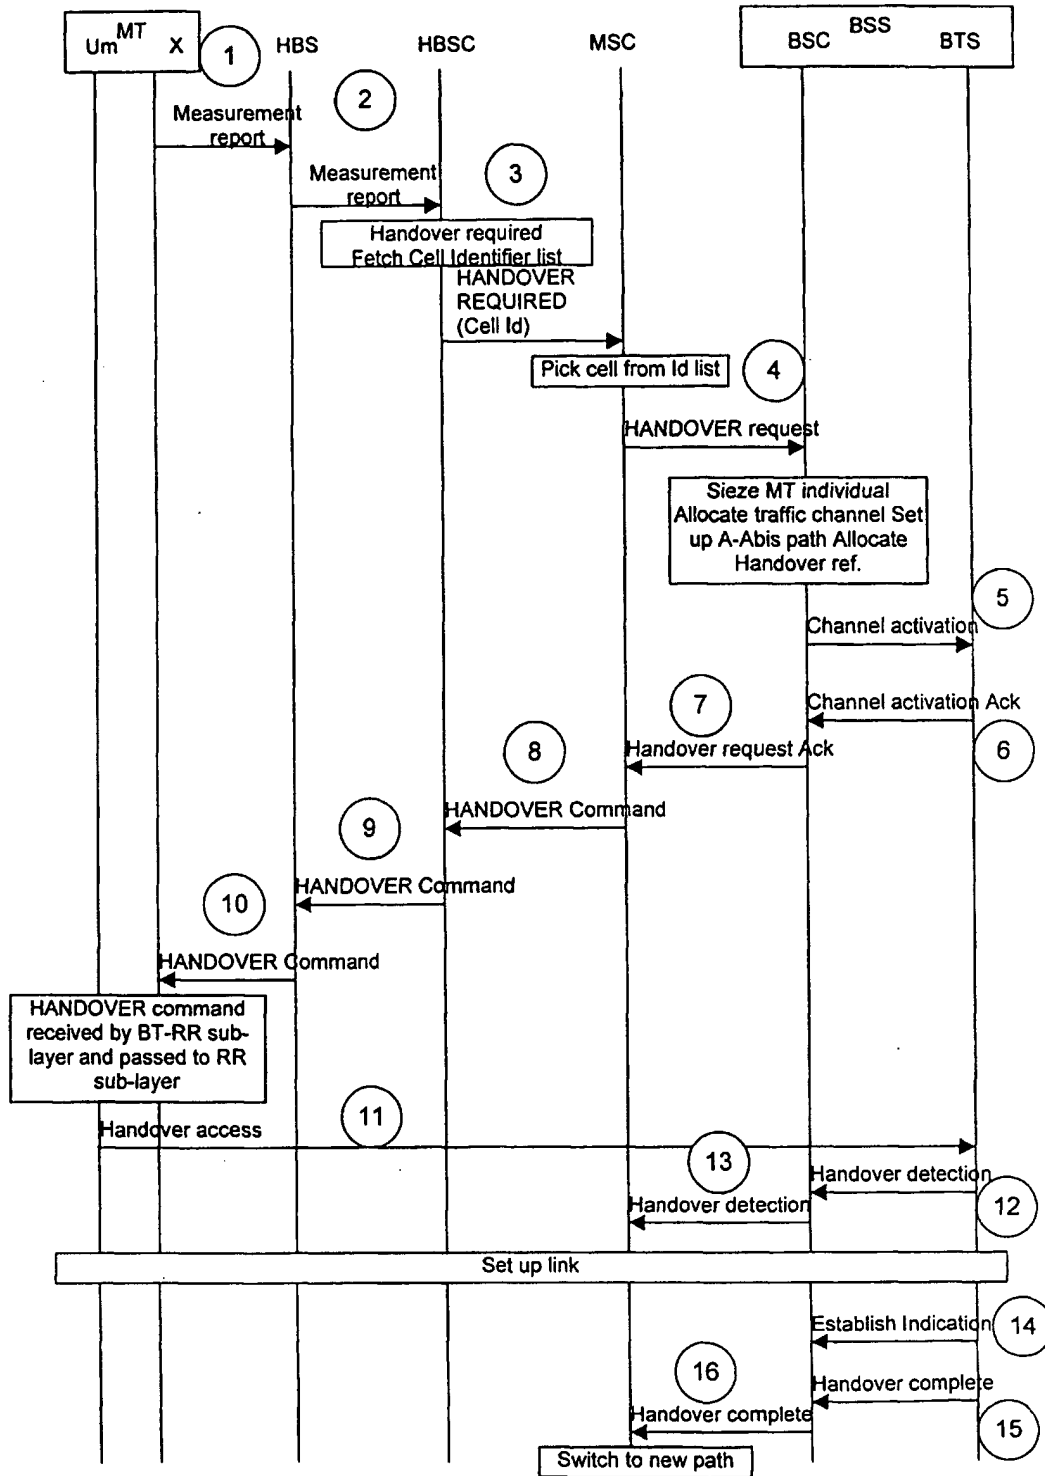 MT
BSS
Um
X
HBS
HBSC
MSC
BSC
BTS
1
2
Measurement
report
3
Measurement
report
Handover required
Fetch Cell Identifier list
HANDOVER
REQUIRED
(Cell Id)
Pick cell from Id list
4
HANDOVER request
Sieze MT individual
Allocate traffic channel Set
up A-Abis path Allocate
Handover ref.
5
Channel activation
7
Channel activation Ack
8
Handover request Ack
6
HANDOVER Command
9
HANDOVER Command
10
HANDOVER Command
HANDOVER command
received by BT-RR sub-
layer and passed to RR
sub-layer
11
Handover access
13
Handover detection
Handover detection
12
Set up link
Establish Indication
14
16
Handover complete
Handover complete
15
Switch to new path